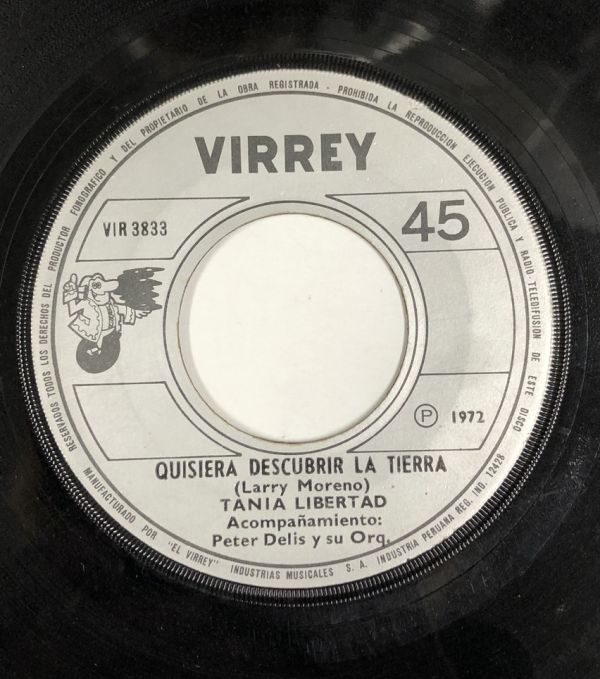 RESERVADOS TODOS LOS DERECHOS DEL PRODUCTOR FONOGRAFICO Y DEL PROPIETARIO DE LA OBRA REGISTRADA - PROHIBIDA LA REPRODUCCION EJECUCION PUBLICA Y RADIO-TELEDIFUSION DE ESTE DISCO
VIRREY
VIR 3833
45
℗ 1972
QUISIERA DESCUBRIR LA TIERRA
(Larry Moreno)
TANIA LIBERTAD
Acompañamiento:
Peter Delis y su Orq.
MANUFACTURADO POR "EL VIRREY" INDUSTRIAS MUSICALES S. A. INDUSTRIA PERUANA REG. IND. 12428